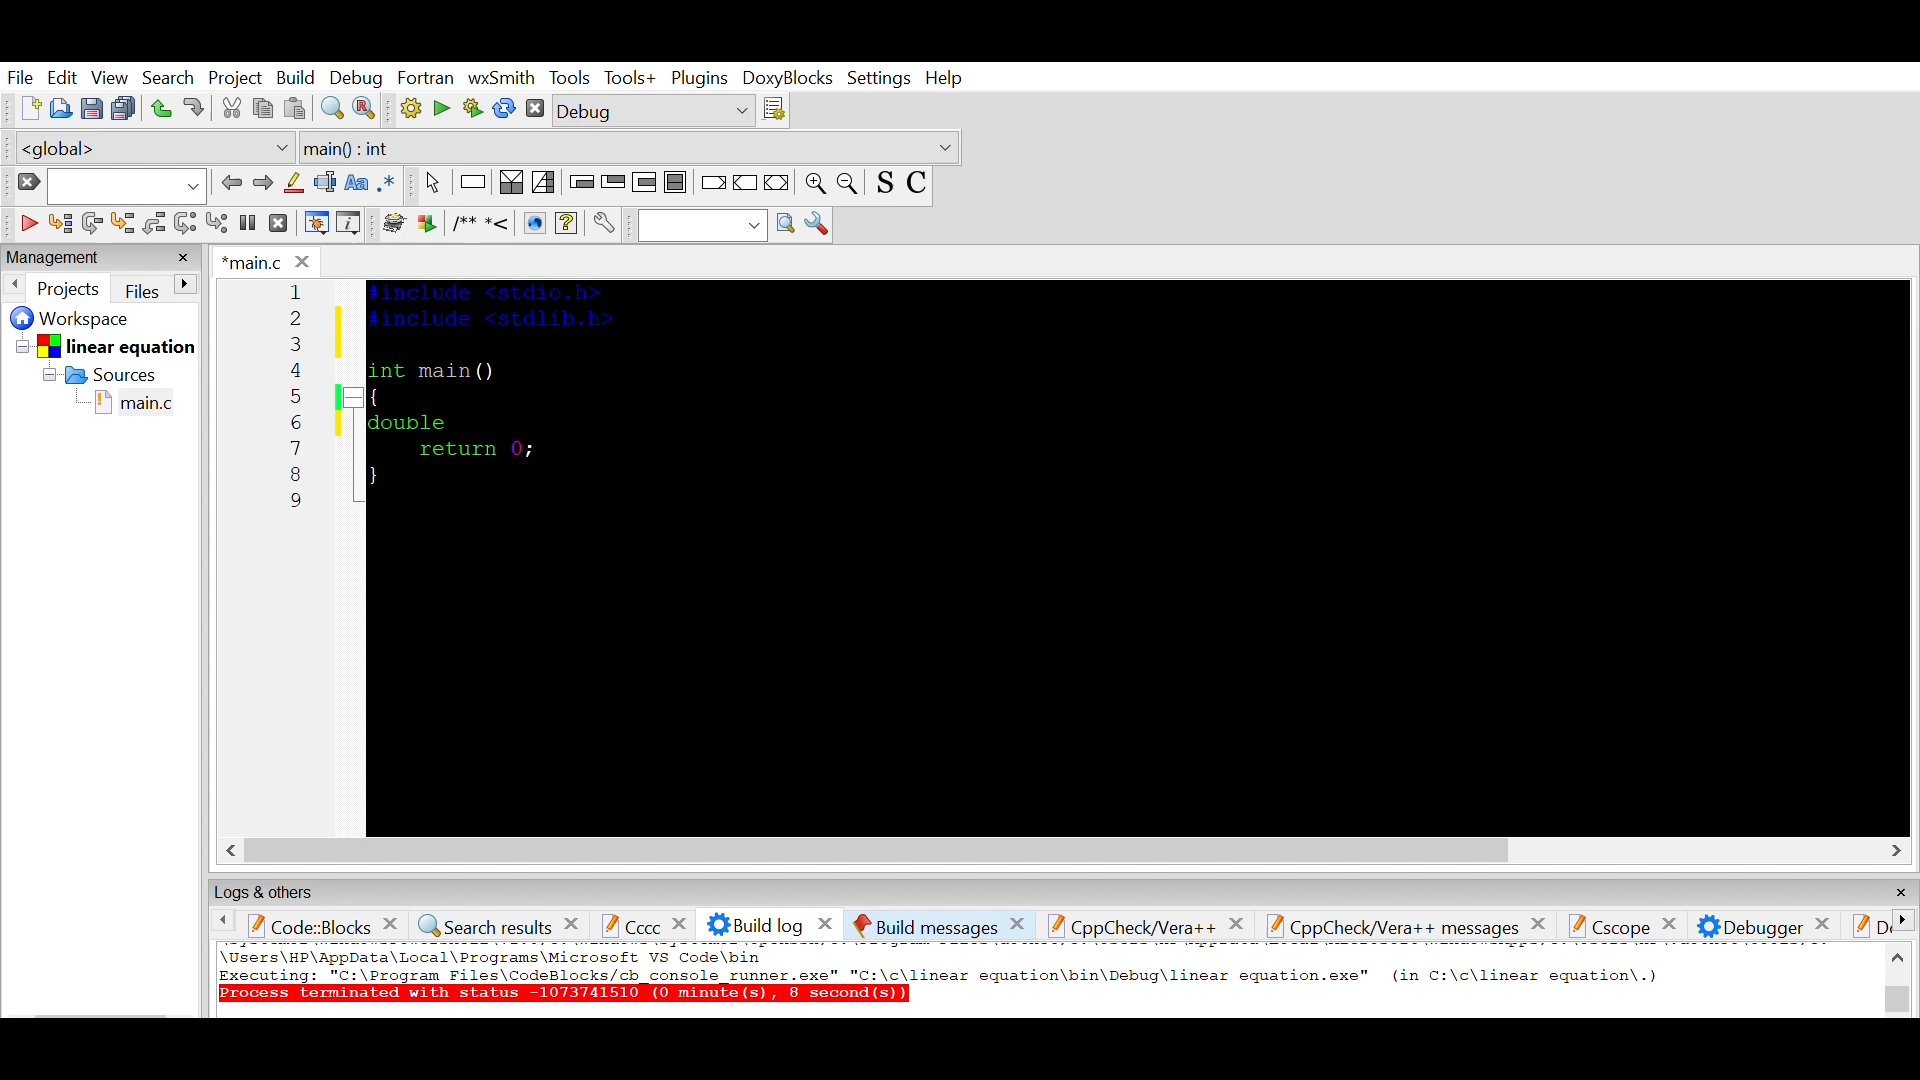 File Edit View Search Project Build Debug Fortran wxSmith Tools Tools+ Plugins DoxyBlocks Settings Help
Debug
<global> main() : int
Aa .* S C
/** *<
Management
*main.c
Projects Files
Workspace
linear equation
Sources
main.c
1 #include <stdio.h>
2 #include <stdlib.h>
3
4 int main()
5 {
6 double
7 return 0;
8 }
9
Logs & others
Code::Blocks Search results Cccc Build log Build messages CppCheck/Vera++ CppCheck/Vera++ messages Cscope Debugger
\Users\HP\AppData\Local\Programs\Microsoft VS Code\bin
Executing: "C:\Program Files\CodeBlocks/cb_console_runner.exe" "C:\c\linear equation\bin\Debug\linear equation.exe" (in C:\c\linear equation\.)
Process terminated with status -1073741510 (0 minute(s), 8 second(s))